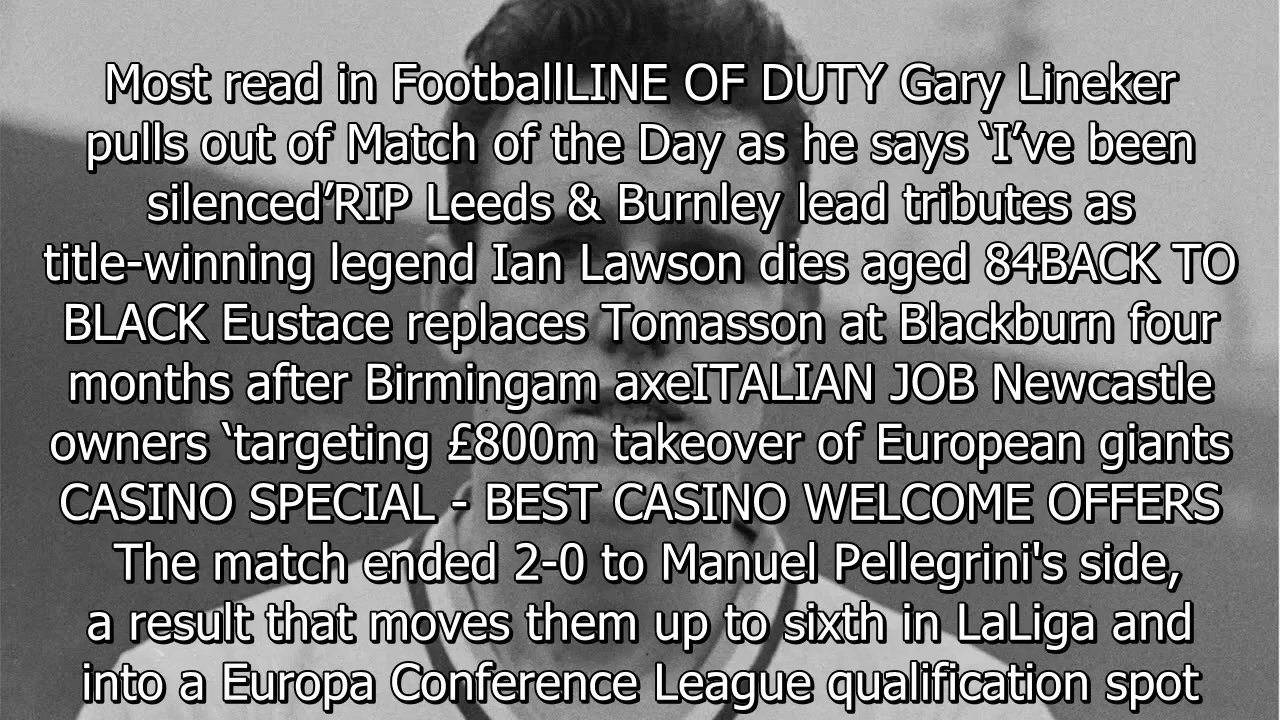 Most read in FootballLINE OF DUTY Gary Lineker
pulls out of Match of the Day as he says ‘I’ve been
silenced’RIP Leeds & Burnley lead tributes as
title-winning legend Ian Lawson dies aged 84BACK TO
BLACK Eustace replaces Tomasson at Blackburn four
months after Birmingam axeITALIAN JOB Newcastle
owners ‘targeting £800m takeover of European giants
CASINO SPECIAL - BEST CASINO WELCOME OFFERS
The match ended 2-0 to Manuel Pellegrini's side,
a result that moves them up to sixth in LaLiga and
into a Europa Conference League qualification spot